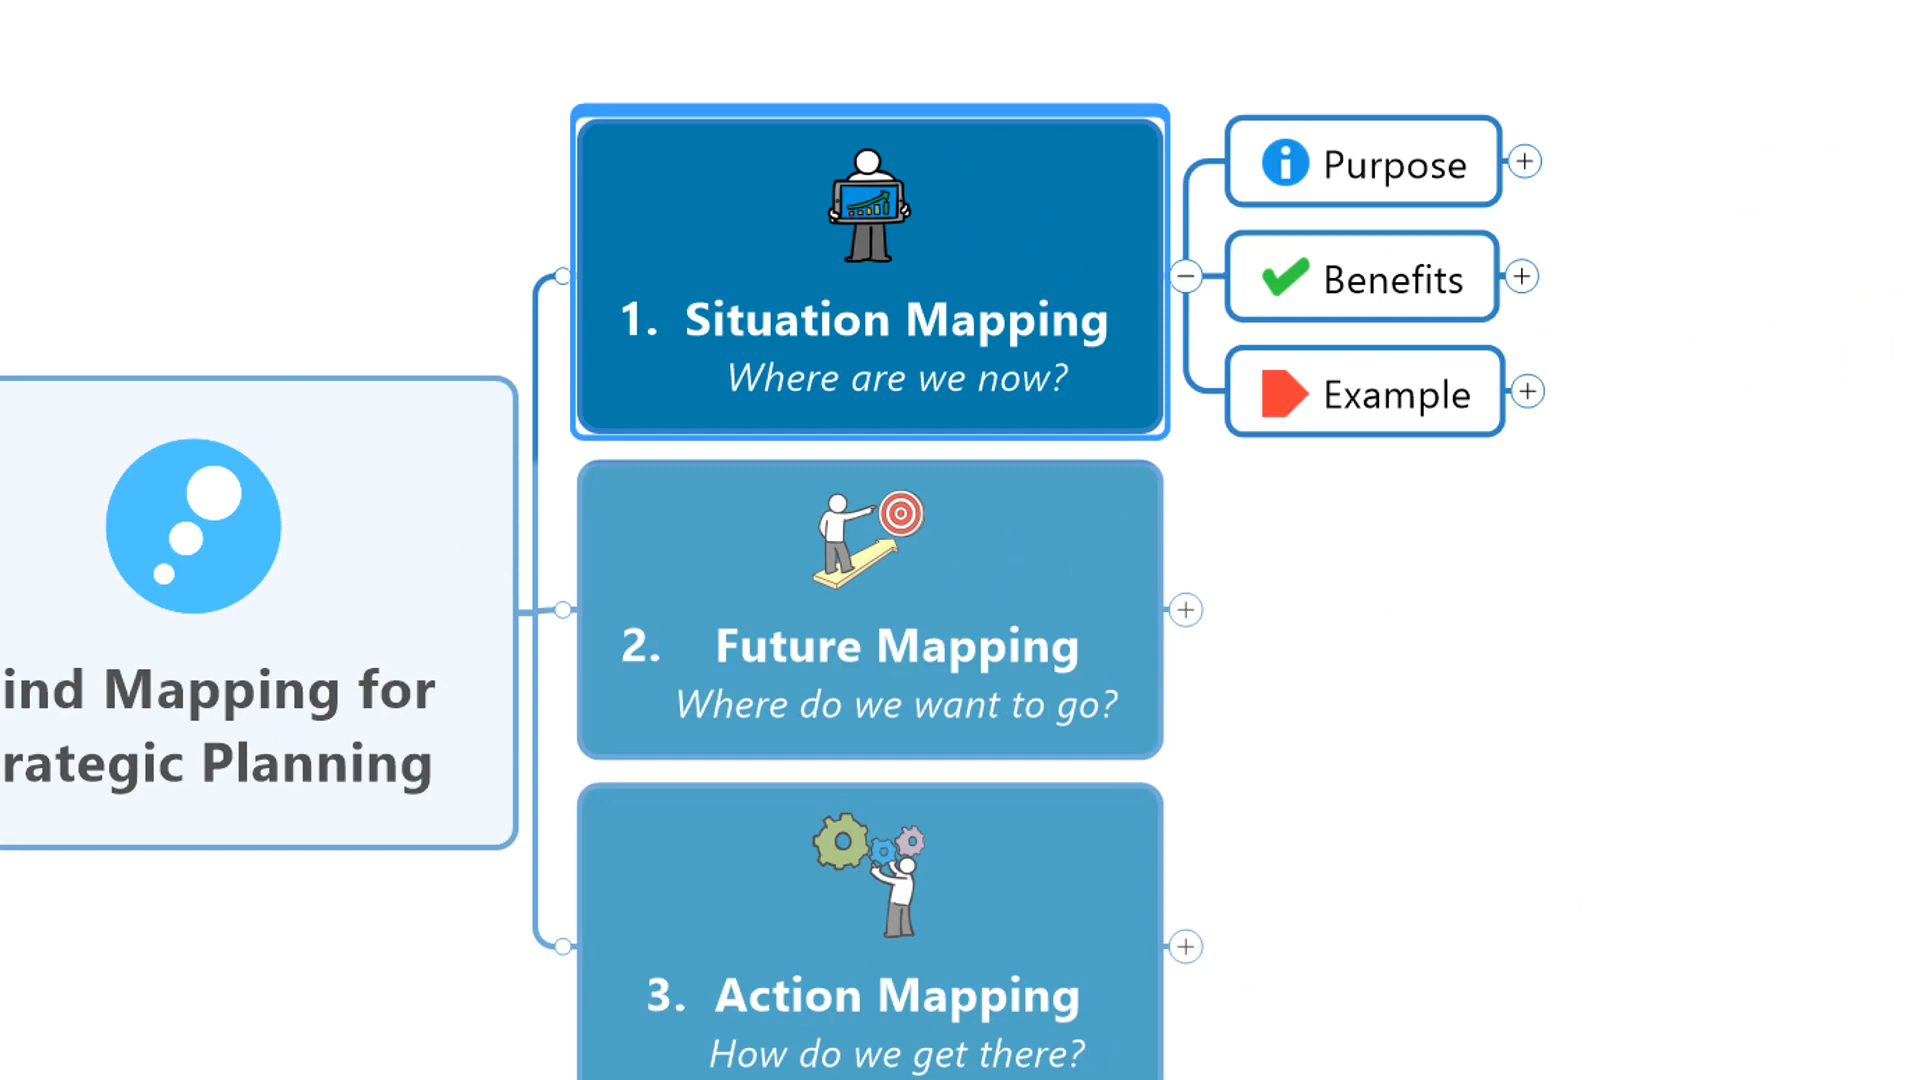 ind Mapping for
rategic Planning
1. Situation Mapping
Where are we now?
Purpose
Benefits
Example
2. Future Mapping
Where do we want to go?
3. Action Mapping
How do we get there?